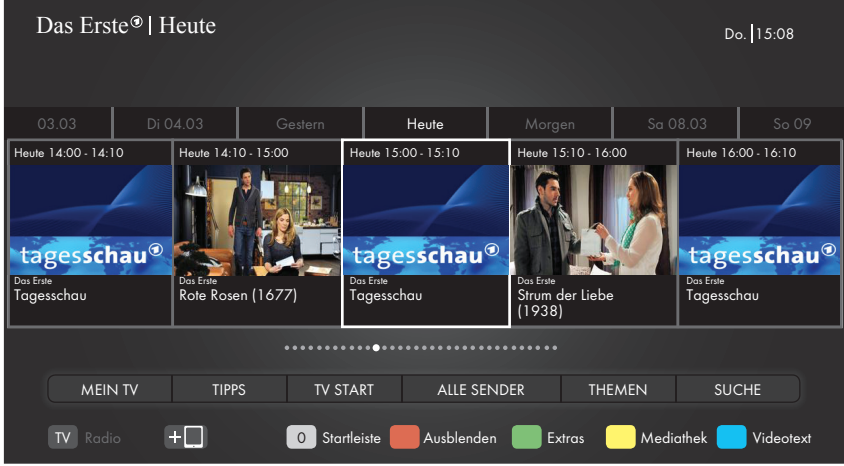 Das Erste | Heute
Do. 15:08
03.03 Di 04.03 Gestern Heute Morgen Sa 08.03 So 09
Heute 14:00 - 14:10
tagesschau
Das Erste
Tagesschau
Heute 14:10 - 15:00
Das Erste
Rote Rosen (1677)
Heute 15:00 - 15:10
tagesschau
Das Erste
Tagesschau
Heute 15:10 - 16:00
Das Erste
Strum der Liebe
(1938)
Heute 16:00 - 16:10
tagesschau
Das Erste
Tagesschau
MEIN TV TIPPS TV START ALLE SENDER THEMEN SUCHE
TV Radio + 0 Startleiste Ausblenden Extras Mediathek Videotext